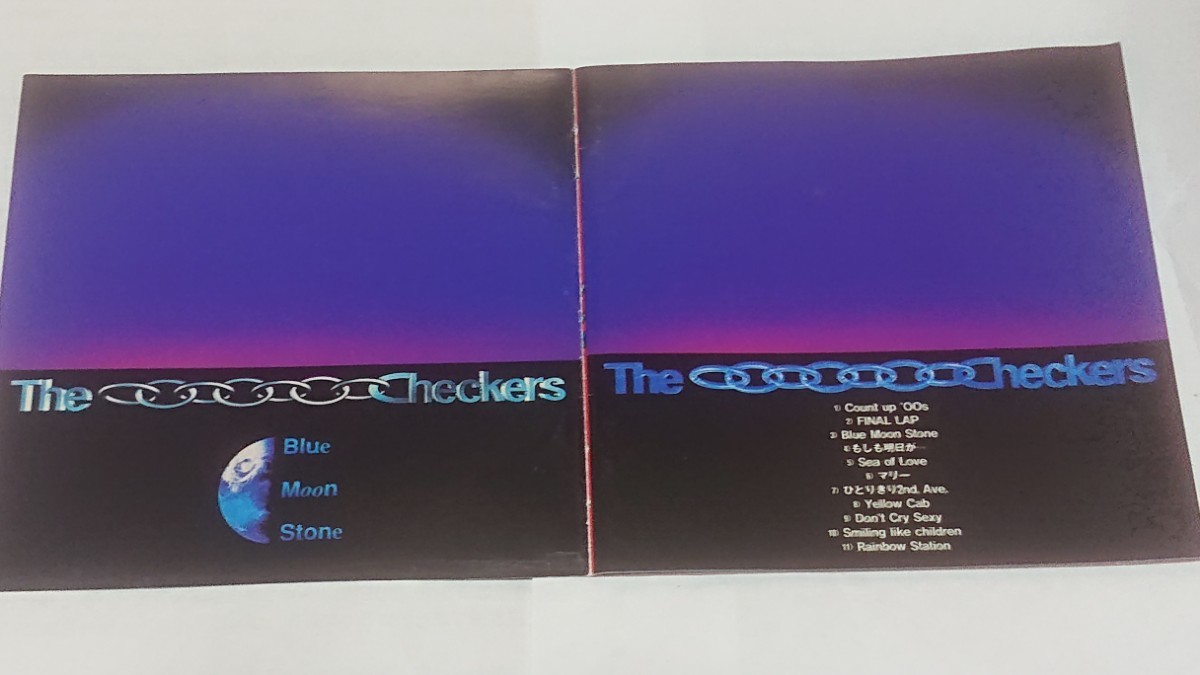 The Checkers
Blue
Moon
Stone
The Checkers
1) Count up '00s
2) FINAL LAP
3) Blue Moon Stone
4) もしも明日が…
5) Sea of Love
6) マリー
7) ひとりきり2nd. Ave.
8) Yellow Cab
9) Don't Cry Sexy
10) Smiling like children
11) Rainbow Station